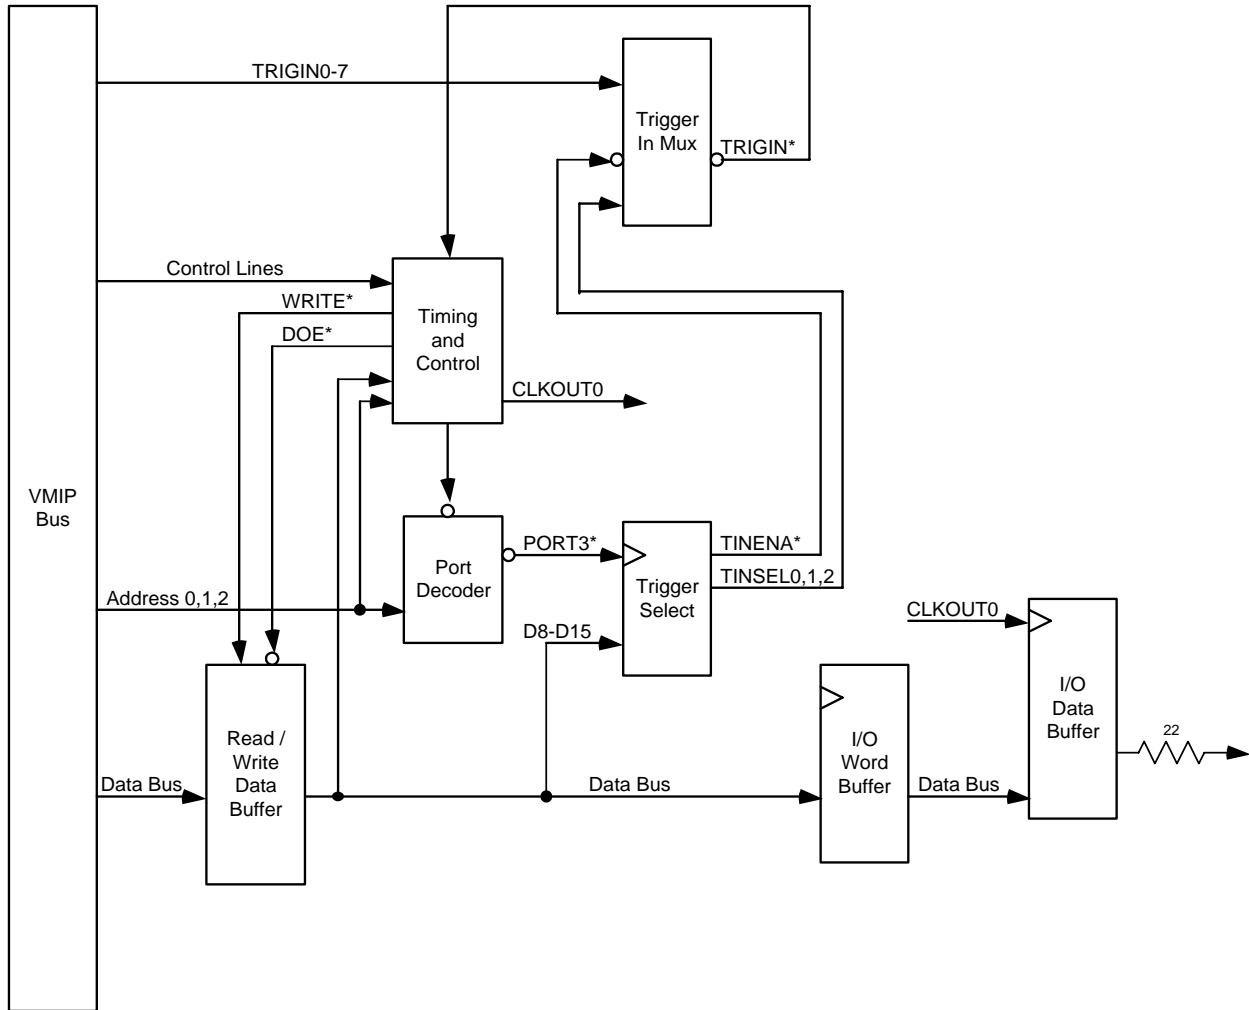 TRIGIN0-7
Trigger
In Mux
TRIGIN*
Control Lines
WRITE*
DOE*
Timing
and
Control
CLKOUT0
VMIP
Bus
Port
Decoder
PORT3*
Trigger
Select
TINENA*
TINSEL0,1,2
Address 0,1,2
D8-D15
CLKOUT0
Read /
Write
Data
Buffer
Data Bus
Data Bus
I/O
Word
Buffer
Data Bus
I/O
Data
Buffer
22